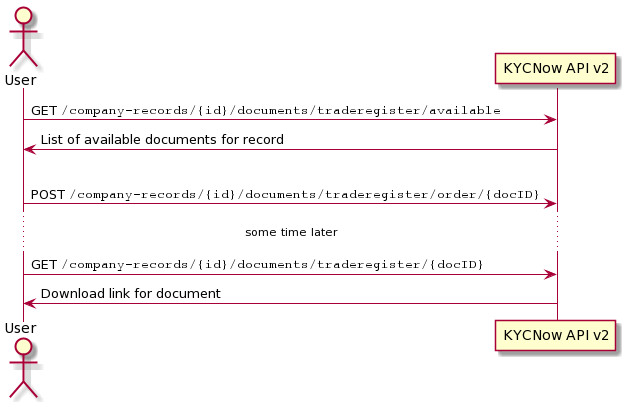 User
KYCNow API v2
GET /company-records/{id}/documents/traderegister/available
List of available documents for record
POST /company-records/{id}/documents/traderegister/order/{docID}
some time later
GET /company-records/{id}/documents/traderegister/{docID}
Download link for document
User
KYCNow API v2